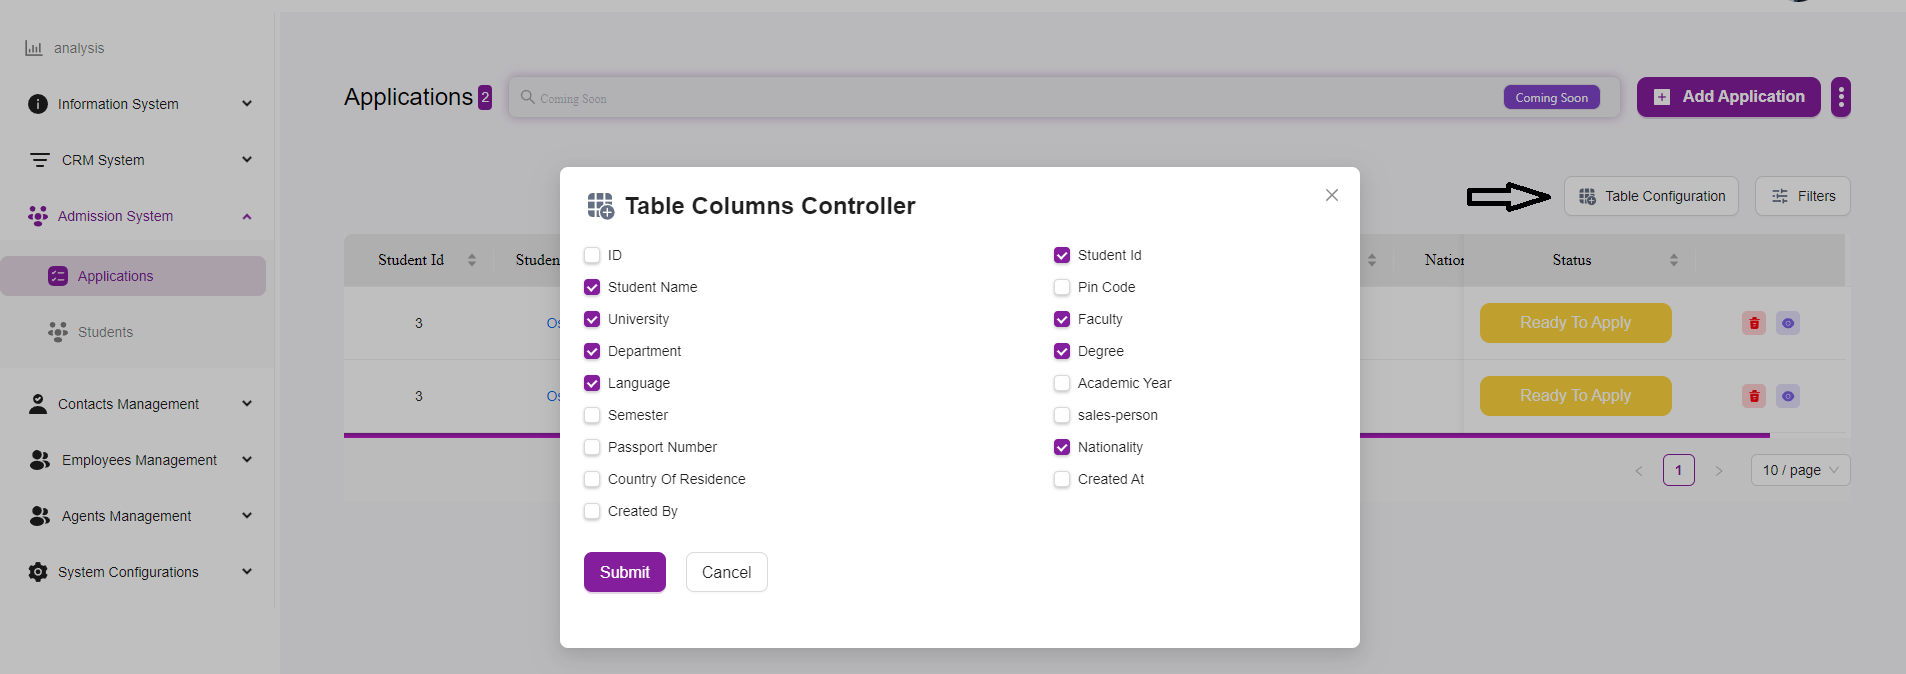 analysis
Information System
CRM System
Admission System
Applications
Students
Contacts Management
Employees Management
Agents Management
System Configurations
Applications 2
Coming Soon
Coming Soon
Add Application
Table Configuration
Filters
Student Id
Studen
Nation
Status
3
Os
Ready To Apply
3
Os
Ready To Apply
1
10 / page
Table Columns Controller
ID
Student Id
Student Name
Pin Code
University
Faculty
Department
Degree
Language
Academic Year
Semester
sales-person
Passport Number
Nationality
Country Of Residence
Created At
Created By
Submit
Cancel